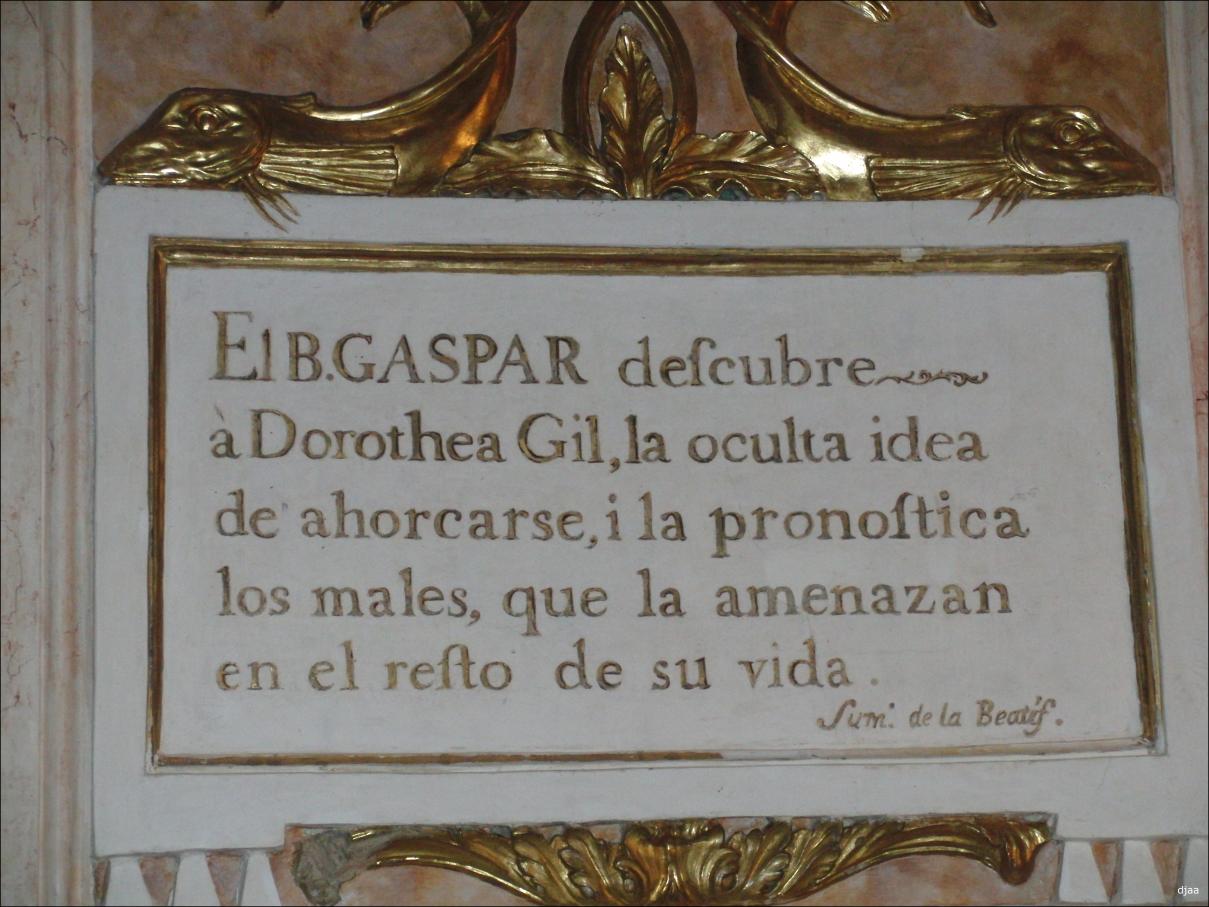 El B. GASPAR deſcubre
à Dorothea Gil, la oculta idea
de ahorcarse, i la pronoſtica
los males, que la amenazan
en el reſto de su vida.
Sum. de la Beatif.
djaa